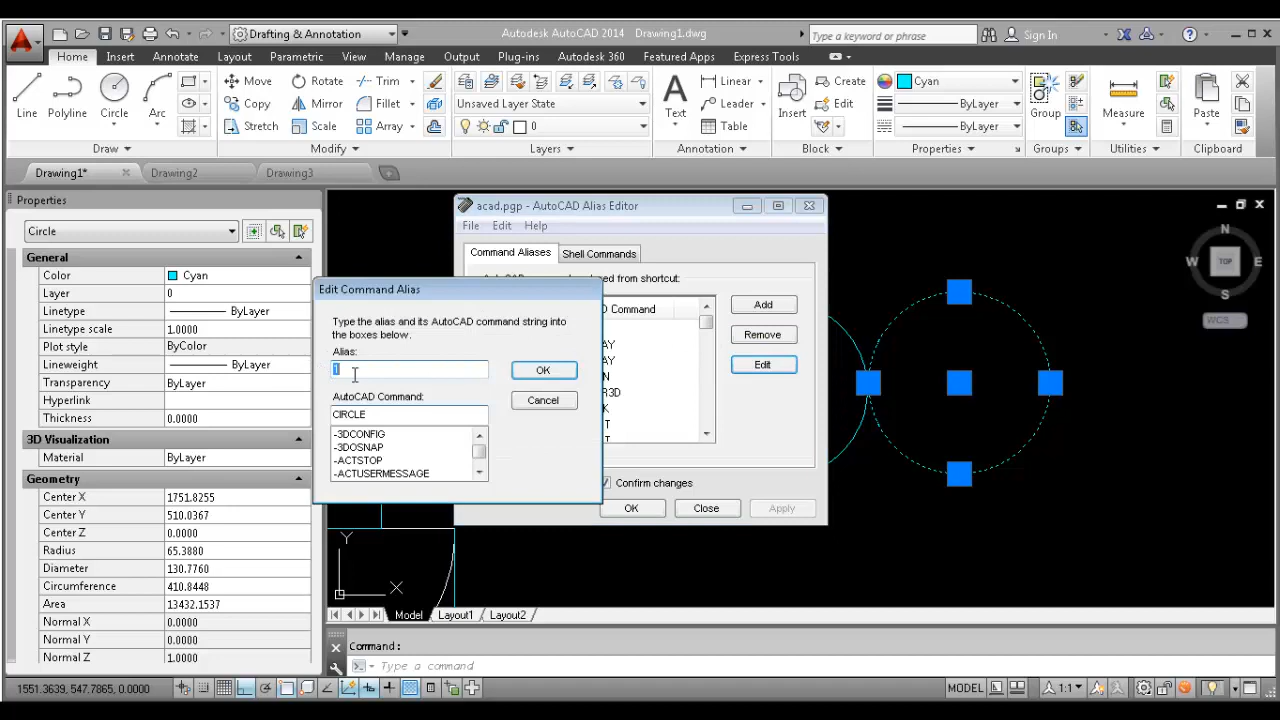 Drafting & Annotation
Autodesk AutoCAD 2014 Drawing1.dwg
Type a keyword or phrase
Sign In
Home Insert Annotate Layout Parametric View Manage Output Plug-ins Autodesk 360 Featured Apps Express Tools
Line Polyline Circle Arc
Move Rotate Trim
Copy Mirror Fillet
Stretch Scale Array
Unsaved Layer State
0
Text
Linear
Leader
Table
Insert
Create
Edit
Cyan
ByLayer
ByLayer
Group
Measure
Paste
Draw Modify Layers Annotation Block Properties Groups Utilities Clipboard
Drawing1* Drawing2 Drawing3
Properties
Circle
General
Color Cyan
Layer 0
Linetype ByLayer
Linetype scale 1.0000
Plot style ByColor
Lineweight ByLayer
Transparency ByLayer
Hyperlink
Thickness 0.0000
3D Visualization
Material ByLayer
Geometry
Center X 1751.8255
Center Y 510.0367
Center Z 0.0000
Radius 65.3880
Diameter 130.7760
Circumference 410.8448
Area 13432.1537
Normal X 0.0000
Normal Y 0.0000
Normal Z 1.0000
acad.pgp - AutoCAD Alias Editor
File Edit Help
Command Aliases Shell Commands
d from shortcut:
D Command
AY
AY
N
R3D
K
T
Add
Remove
Edit
Confirm changes
OK Close Apply
Edit Command Alias
Type the alias and its AutoCAD command string into
the boxes below.
Alias:
1
OK
AutoCAD Command:
Cancel
CIRCLE
-3DCONFIG
-3DOSNAP
-ACTSTOP
-ACTUSERMESSAGE
N
W TOP E
S
WCS
Y
X
Model Layout1 Layout2
Command:
Type a command
1551.3639, 547.7865, 0.0000
MODEL
1:1